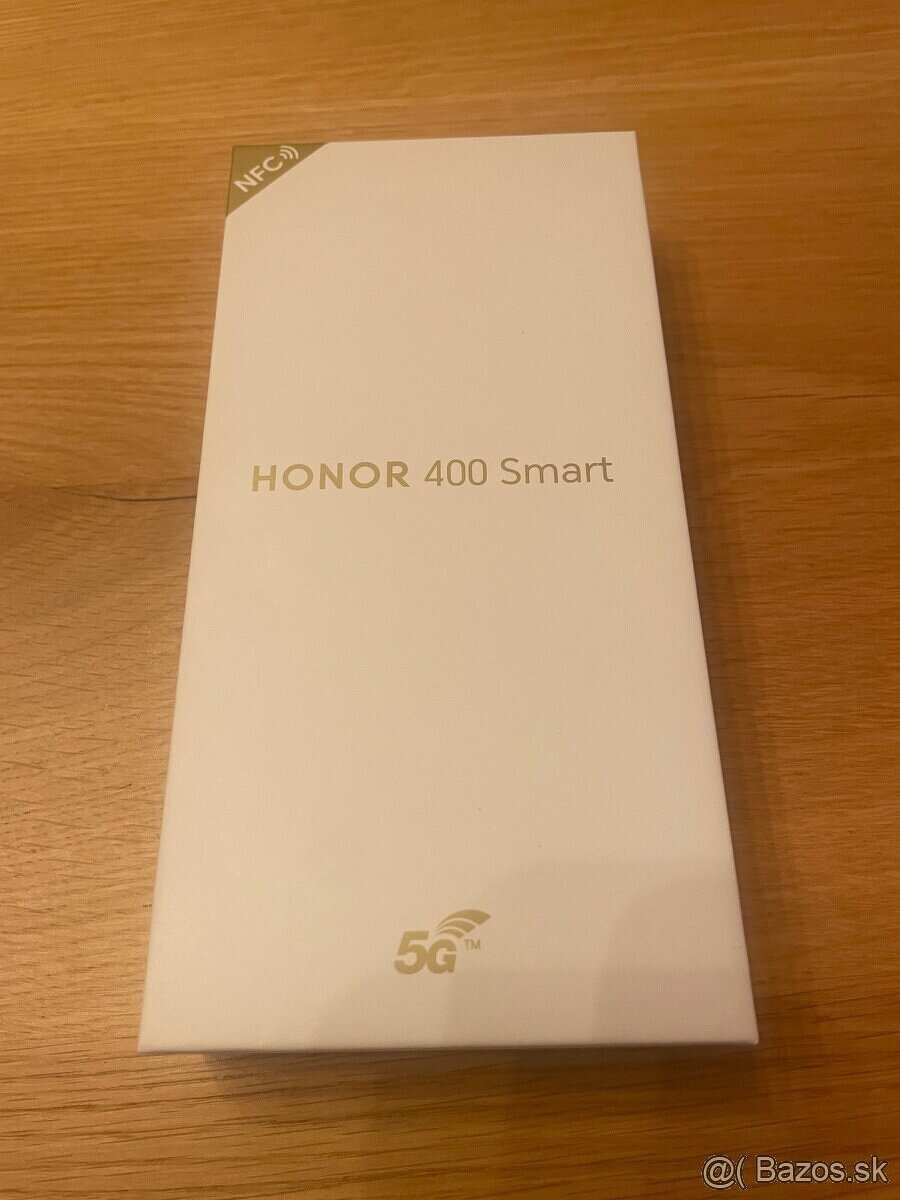 NFC
HONOR 400 Smart
5G™
@( Bazos.sk